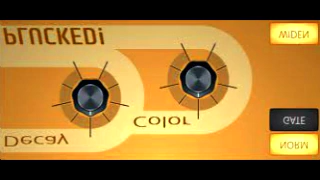 Decay
Color
NORM
GATE
PLUCKED!
WIDEN